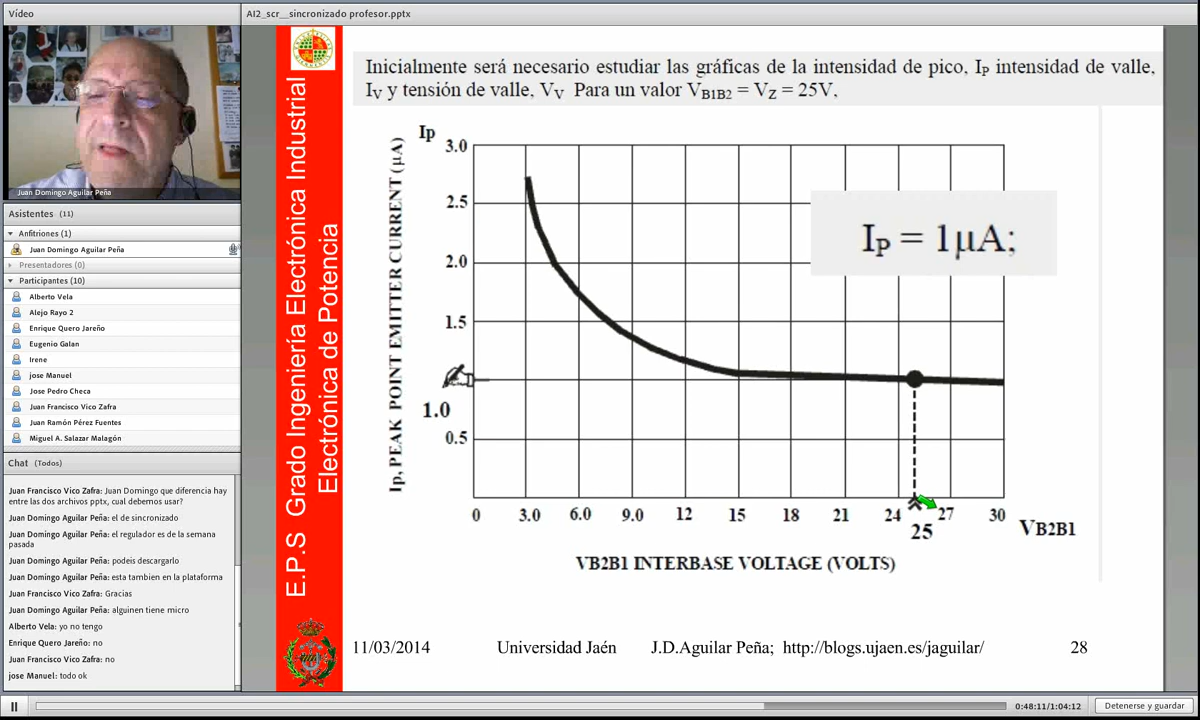 Vídeo
Juan Domingo Aguilar Peña
Asistentes (11)
Anfitriones (1)
Juan Domingo Aguilar Peña
Presentadores (0)
Participantes (10)
Alberto Vela
Alejo Rayo 2
Enrique Quero Jareño
Eugenio Galan
Irene
jose Manuel
Jose Pedro Checa
Juan Francisco Vico Zafra
Juan Ramón Pérez Fuentes
Miguel A. Salazar Malagón
Chat (Todos)
Juan Francisco Vico Zafra: Juan Domingo que diferencia hay
entre las dos archivos pptx, cual debemos usar?
Juan Domingo Aguilar Peña: el de sincronizado
Juan Domingo Aguilar Peña: el regulador es de la semana
pasada
Juan Domingo Aguilar Peña: podeis descargarlo
Juan Domingo Aguilar Peña: esta tambien en la plataforma
Juan Francisco Vico Zafra: Gracias
Juan Domingo Aguilar Peña: alguinen tiene micro
Alberto Vela: yo no tengo
Enrique Quero Jareño: no
Juan Francisco Vico Zafra: no
jose Manuel: todo ok
AI2_scr__sincronizado profesor.pptx
E.P.S Grado Ingeniería Electrónica Industrial
Electrónica de Potencia
Inicialmente será necesario estudiar las gráficas de la intensidad de pico, IP intensidad de valle,
IV y tensión de valle, VV Para un valor VB1B2 = VZ = 25V,
Ip
IP, PEAK POINT EMITTER CURRENT (µA)
3.0
2.5
2.0
1.5
1.0
0.5
IP = 1µA;
0 3.0 6.0 9.0 12 15 18 21 24 27 30
25
VB2B1
VB2B1 INTERBASE VOLTAGE (VOLTS)
11/03/2014 Universidad Jaén J.D.Aguilar Peña; http://blogs.ujaen.es/jaguilar/ 28
0:48:11/1:04:12
Detenerse y guardar